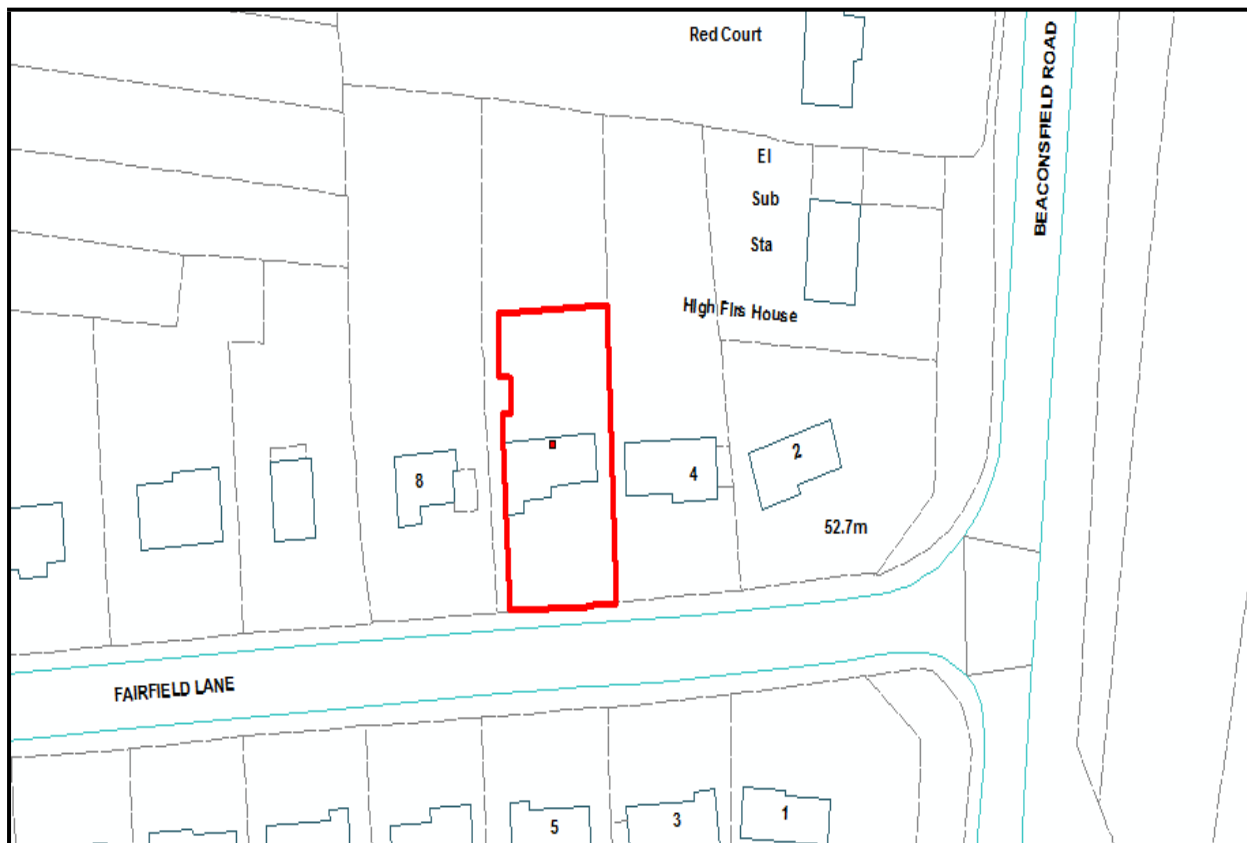 Red Court
BEACONSFIELD ROAD
El
Sub
Sta
High Firs House
8
4
2
52.7m
FAIRFIELD LANE
5
3
1